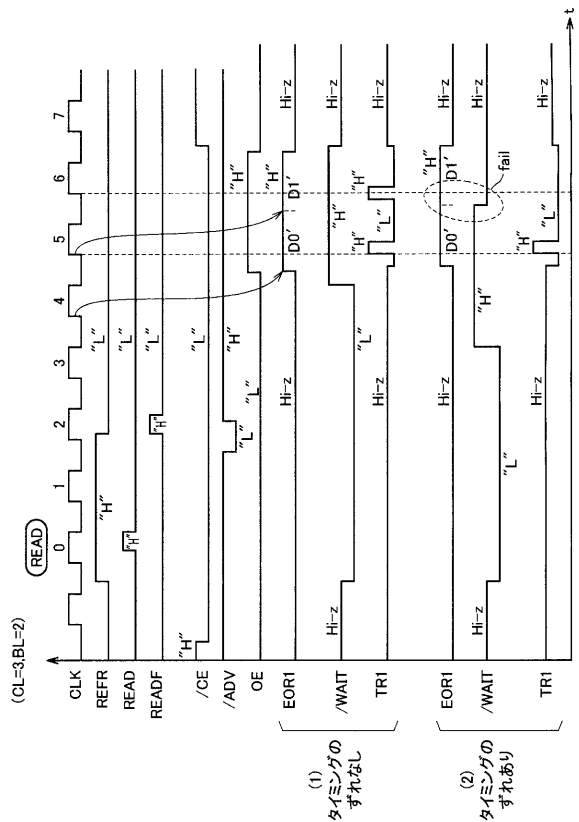 (CL=3,BL=2)
READ
0 1 2 3 4 5 6 7
CLK
REFR "H" "L"
READ "H" "L"
READF "H" "L"
/CE "H" "L"
/ADV "L" "H"
OE "L" "H"
(1)
タイミングの
ずれなし
EOR1 Hi-z D0' D1' "H" Hi-z
/WAIT Hi-z "L" "H" Hi-z
TR1 Hi-z "H" "L" "H" Hi-z
(2)
タイミングの
ずれあり
EOR1 Hi-z D0' D1' "H" Hi-z
/WAIT Hi-z "L" "H" Hi-z
fail
TR1 Hi-z "H" "L" Hi-z
t